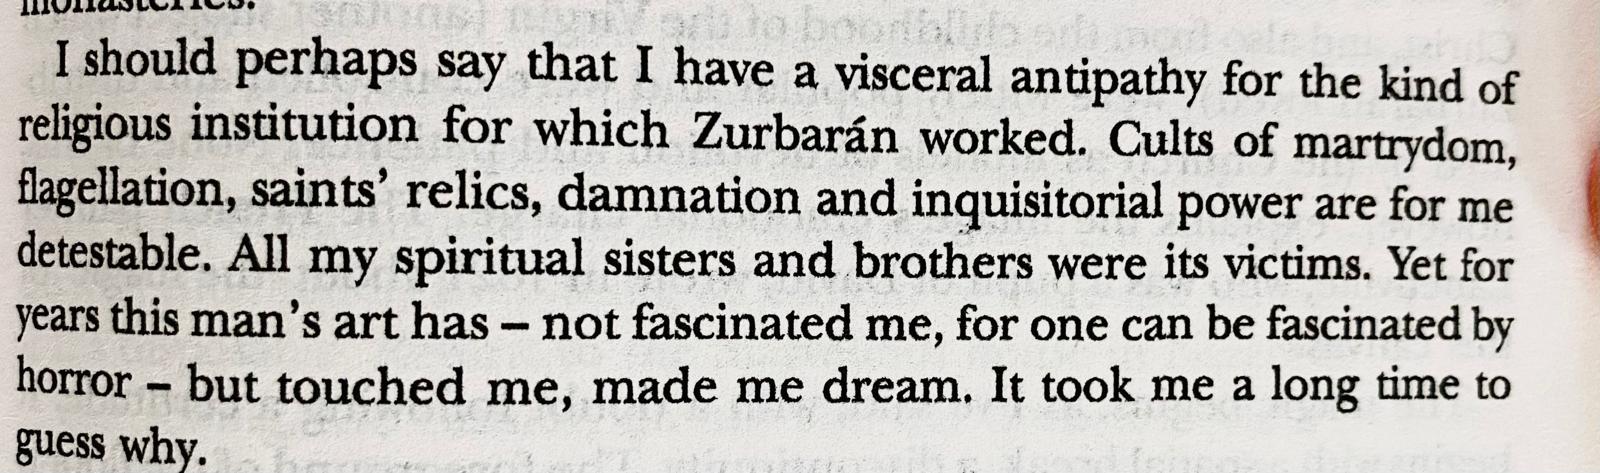 monasteries.
I should perhaps say that I have a visceral antipathy for the kind of
religious institution for which Zurbarán worked. Cults of martrydom,
flagellation, saints' relics, damnation and inquisitorial power are for me
detestable. All my spiritual sisters and brothers were its victims. Yet for
years this man's art has – not fascinated me, for one can be fascinated by
horror – but touched me, made me dream. It took me a long time to
guess why.